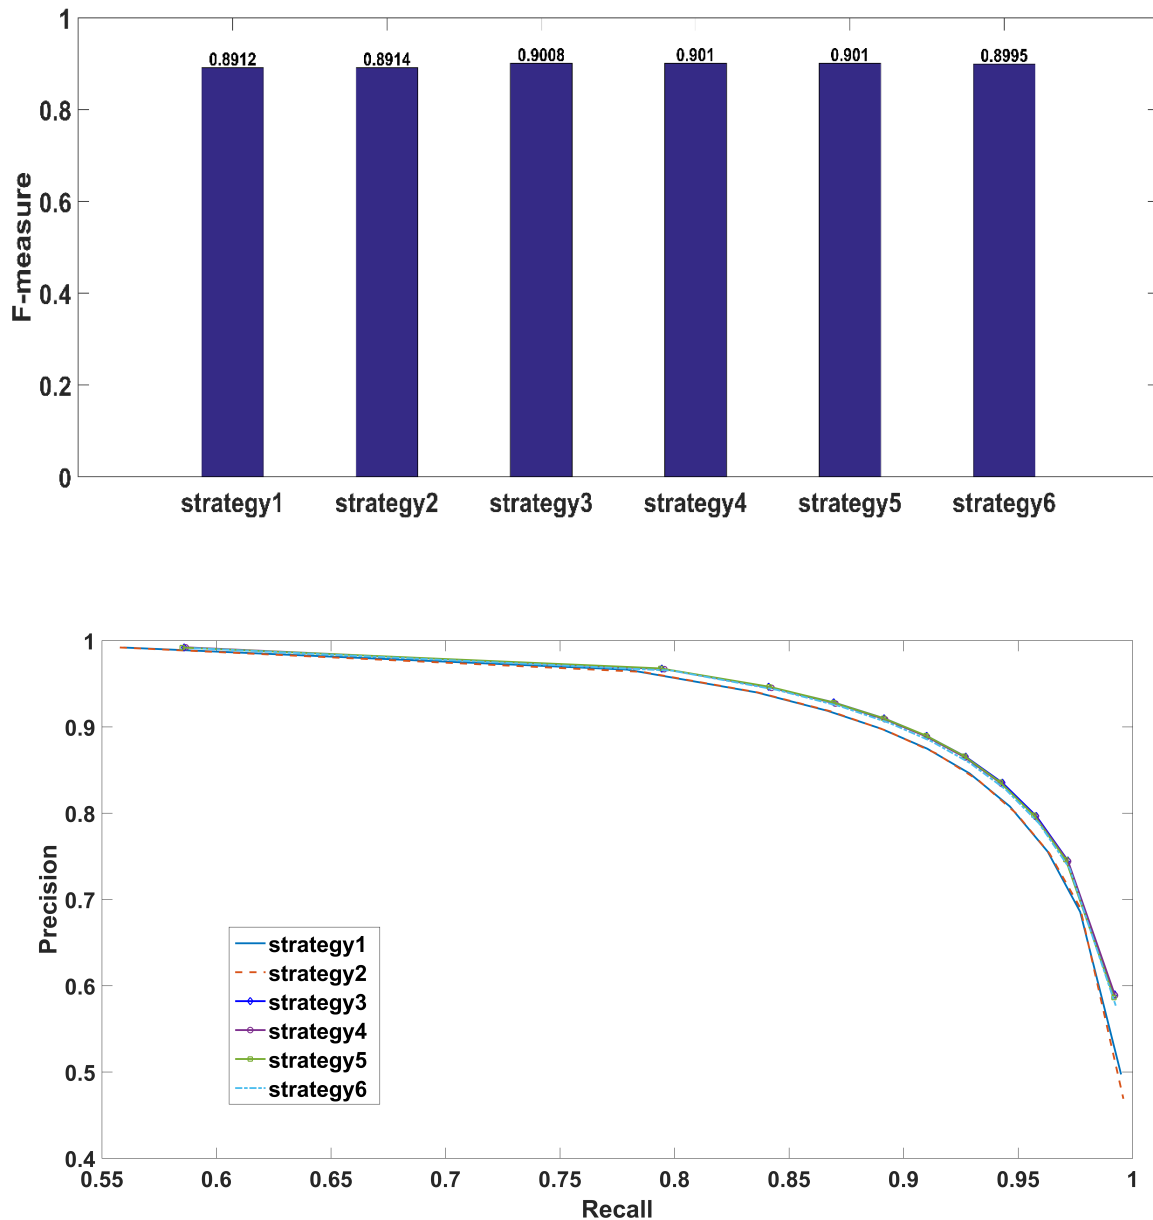 1
0.8912 0.8914 0.9008 0.901 0.901 0.8995
0.8
0.6
F-measure
0.4
0.2
0
strategy1 strategy2 strategy3 strategy4 strategy5 strategy6
1
0.9
0.8
Precision
0.7
strategy1
strategy2
0.6
strategy3
strategy4
0.5
strategy5
strategy6
0.4
0.55 0.6 0.65 0.7 0.75 0.8 0.85 0.9 0.95 1
Recall